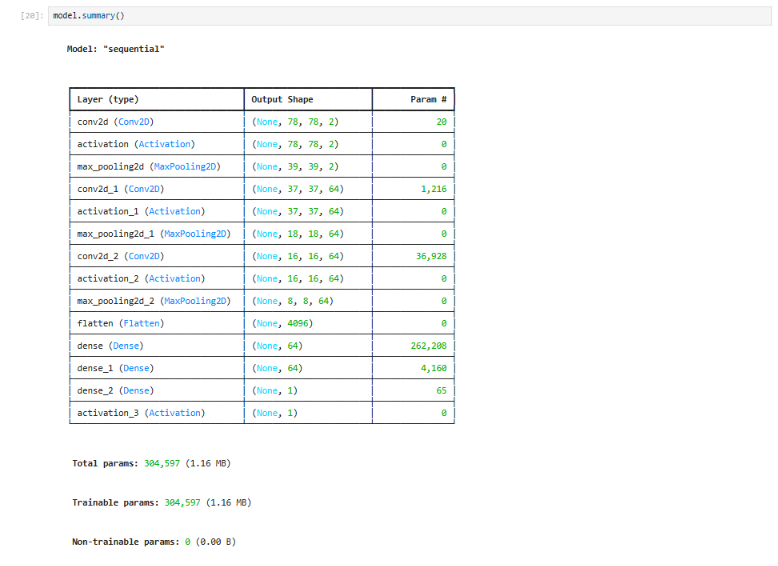 [20]: model.summary()
Model: "sequential"
Layer (type) Output Shape Param #
conv2d (Conv2D) (None, 78, 78, 2) 20
activation (Activation) (None, 78, 78, 2) 0
max_pooling2d (MaxPooling2D) (None, 39, 39, 2) 0
conv2d_1 (Conv2D) (None, 37, 37, 64) 1,216
activation_1 (Activation) (None, 37, 37, 64) 0
max_pooling2d_1 (MaxPooling2D) (None, 18, 18, 64) 0
conv2d_2 (Conv2D) (None, 16, 16, 64) 36,928
activation_2 (Activation) (None, 16, 16, 64) 0
max_pooling2d_2 (MaxPooling2D) (None, 8, 8, 64) 0
flatten (Flatten) (None, 4096) 0
dense (Dense) (None, 64) 262,208
dense_1 (Dense) (None, 64) 4,160
dense_2 (Dense) (None, 1) 65
activation_3 (Activation) (None, 1) 0
Total params: 304,597 (1.16 MB)
Trainable params: 304,597 (1.16 MB)
Non-trainable params: 0 (0.00 B)